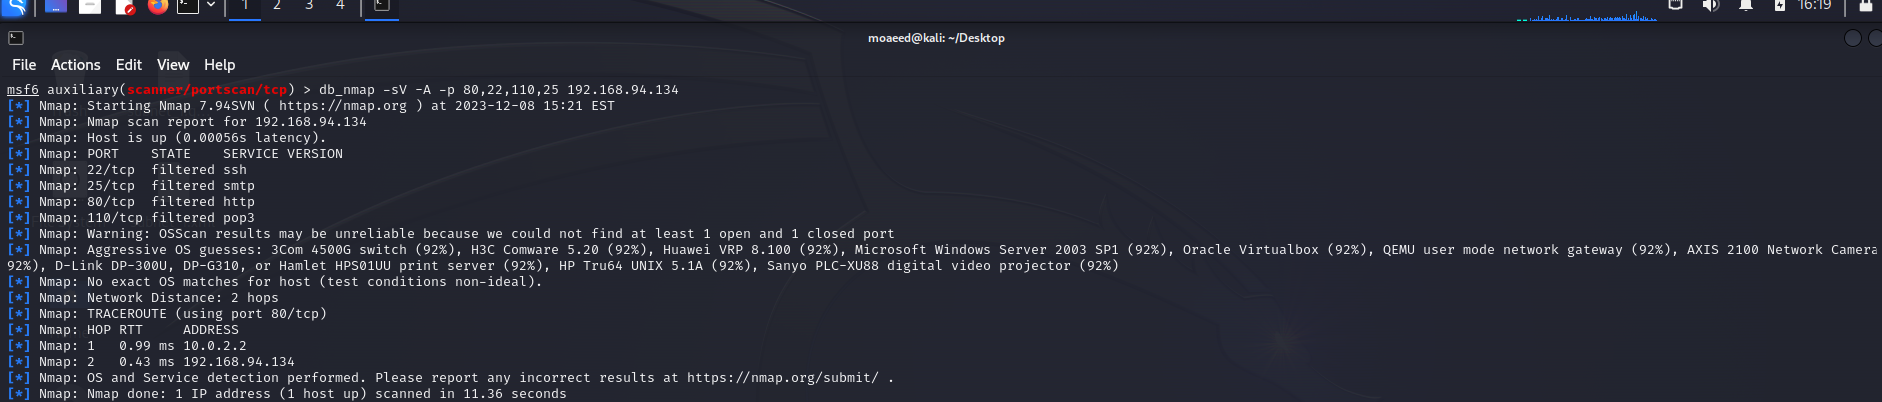 1 2 3 4 16:19
moaeed@kali: ~/Desktop
File Actions Edit View Help
msf6 auxiliary(scanner/portscan/tcp) > db_nmap -sV -A -p 80,22,110,25 192.168.94.134
[*] Nmap: Starting Nmap 7.94SVN ( https://nmap.org ) at 2023-12-08 15:21 EST
[*] Nmap: Nmap scan report for 192.168.94.134
[*] Nmap: Host is up (0.00056s latency).
[*] Nmap: PORT    STATE    SERVICE VERSION
[*] Nmap: 22/tcp  filtered ssh
[*] Nmap: 25/tcp  filtered smtp
[*] Nmap: 80/tcp  filtered http
[*] Nmap: 110/tcp filtered pop3
[*] Nmap: Warning: OSScan results may be unreliable because we could not find at least 1 open and 1 closed port
[*] Nmap: Aggressive OS guesses: 3Com 4500G switch (92%), H3C Comware 5.20 (92%), Huawei VRP 8.100 (92%), Microsoft Windows Server 2003 SP1 (92%), Oracle Virtualbox (92%), QEMU user mode network gateway (92%), AXIS 2100 Network Camera
92%), D-Link DP-300U, DP-G310, or Hamlet HPS01UU print server (92%), HP Tru64 UNIX 5.1A (92%), Sanyo PLC-XU88 digital video projector (92%)
[*] Nmap: No exact OS matches for host (test conditions non-ideal).
[*] Nmap: Network Distance: 2 hops
[*] Nmap: TRACEROUTE (using port 80/tcp)
[*] Nmap: HOP RTT     ADDRESS
[*] Nmap: 1   0.99 ms 10.0.2.2
[*] Nmap: 2   0.43 ms 192.168.94.134
[*] Nmap: OS and Service detection performed. Please report any incorrect results at https://nmap.org/submit/ .
[*] Nmap: Nmap done: 1 IP address (1 host up) scanned in 11.36 seconds